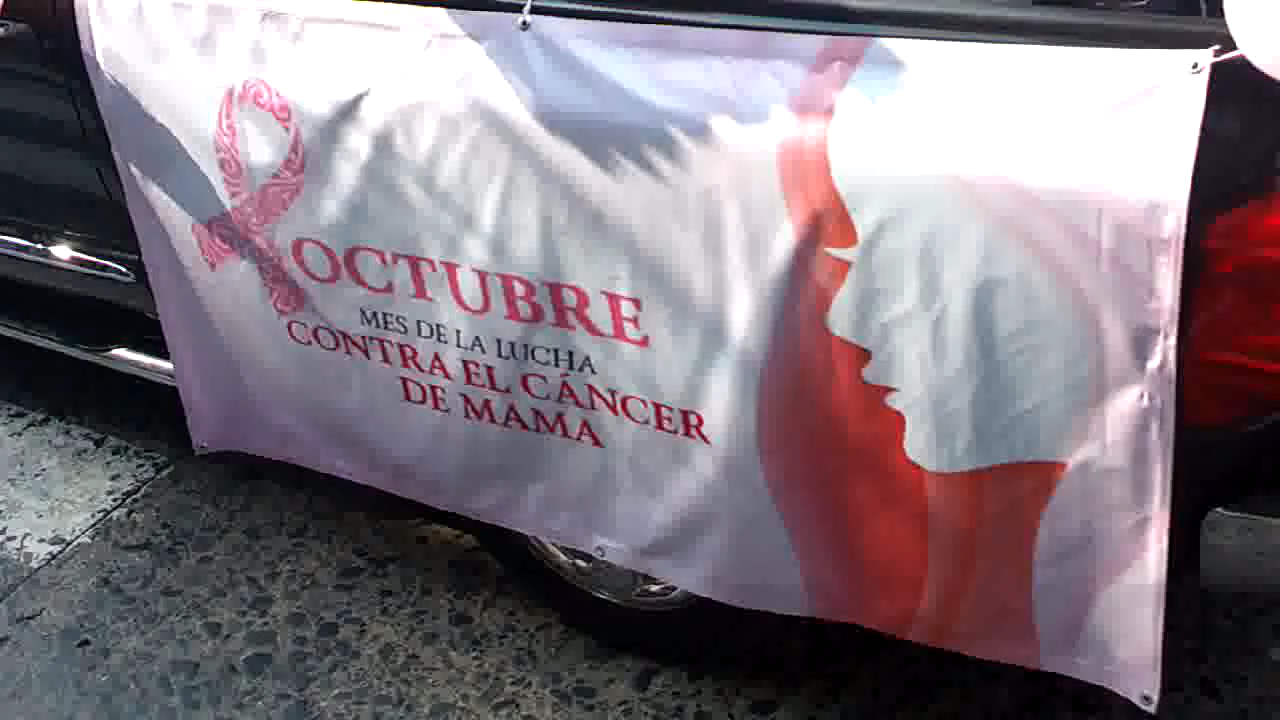 OCTUBRE
MES DE LA LUCHA
CONTRA EL CÁNCER
DE MAMA